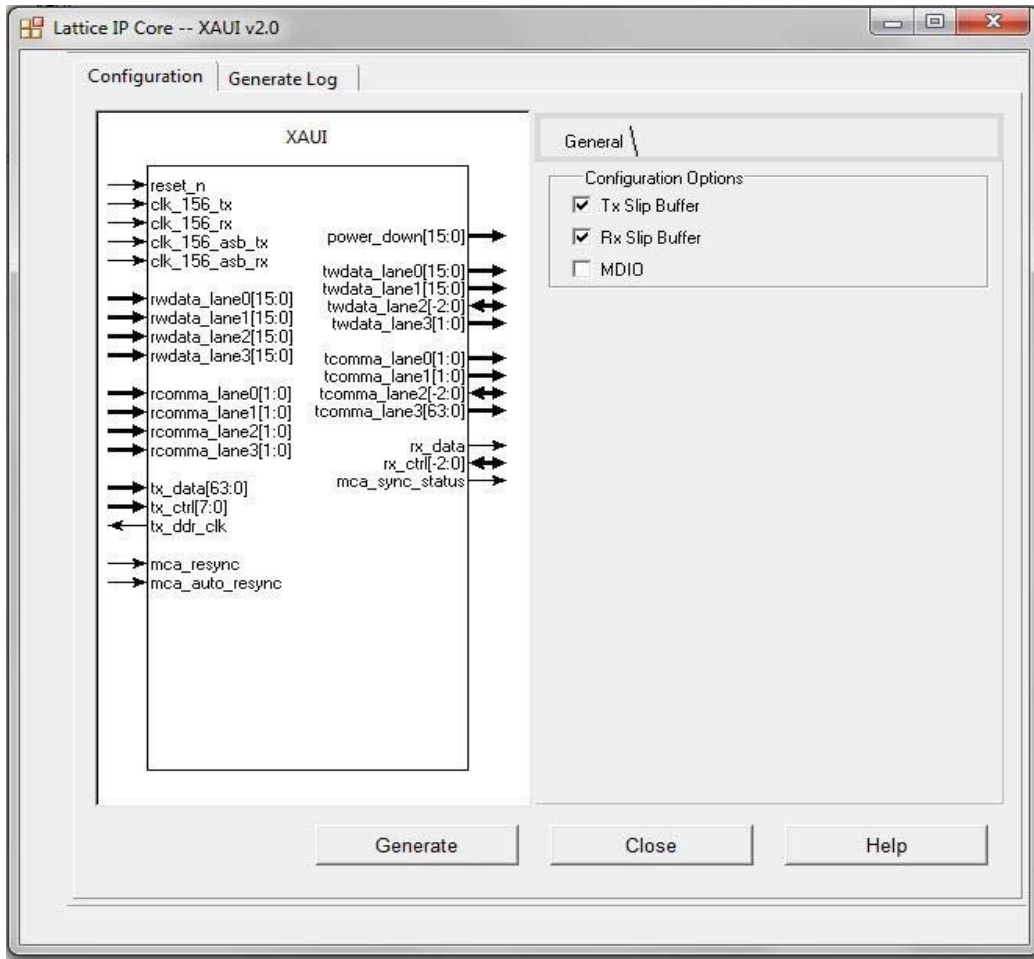 Lattice IP Core -- XAUI v2.0
Configuration
Generate Log
XAUI
reset_n
clk_156_tx
clk_156_rx
clk_156_asb_tx
clk_156_asb_rx
rwdata_lane0[15:0]
rwdata_lane1[15:0]
rwdata_lane2[15:0]
rwdata_lane3[15:0]
rcomma_lane0[1:0]
rcomma_lane1[1:0]
rcomma_lane2[1:0]
rcomma_lane3[1:0]
tx_data[63:0]
tx_ctrl[7:0]
tx_ddr_clk
mca_resync
mca_auto_resync
power_down[15:0]
twdata_lane0[15:0]
twdata_lane1[15:0]
twdata_lane2[-2:0]
twdata_lane3[1:0]
tcomma_lane0[1:0]
tcomma_lane1[1:0]
tcomma_lane2[-2:0]
tcomma_lane3[63:0]
rx_data
rx_ctrl[-2:0]
mca_sync_status
General
Configuration Options
Tx Slip Buffer
Rx Slip Buffer
MDIO
Generate
Close
Help